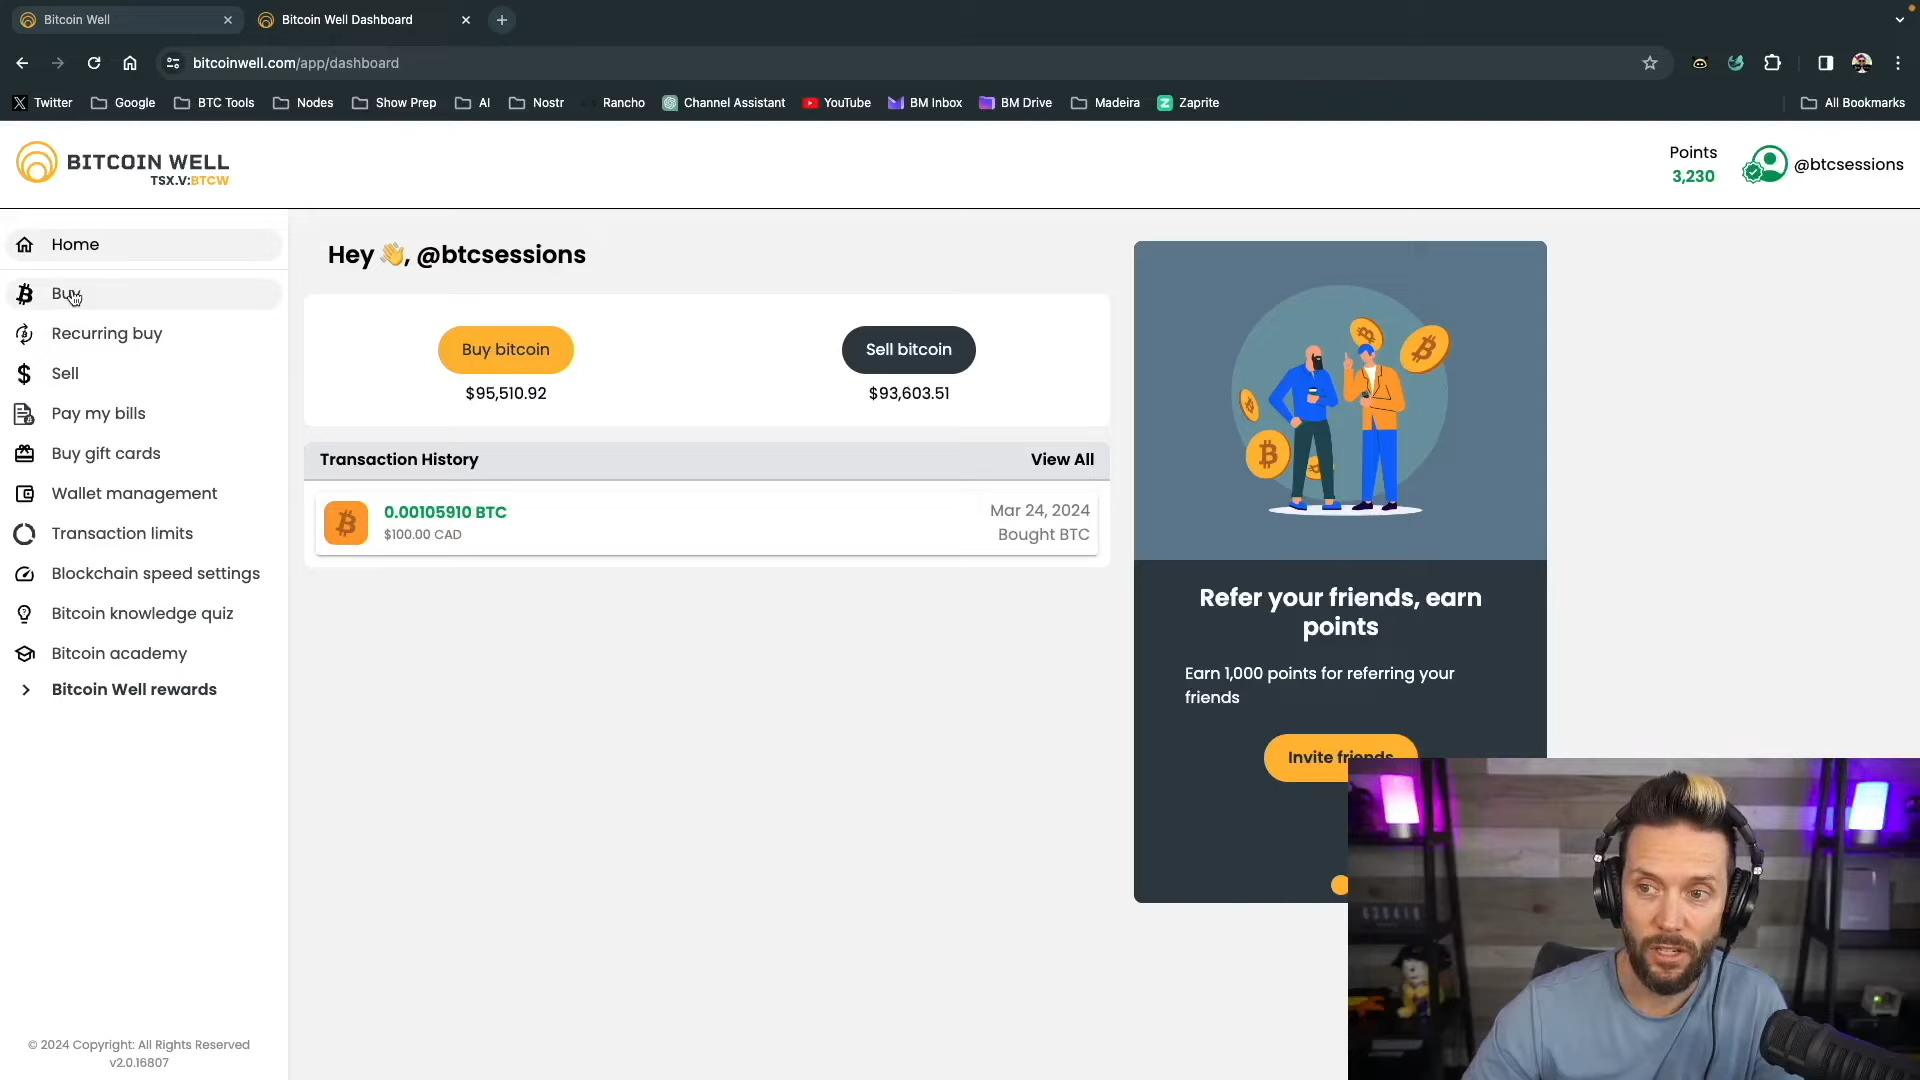 Bitcoin Well
Bitcoin Well Dashboard
bitcoinwell.com/app/dashboard
Twitter
Google
BTC Tools
Nodes
Show Prep
AI
Nostr
Rancho
Channel Assistant
YouTube
BM Inbox
BM Drive
Madeira
Zaprite
All Bookmarks
BITCOIN WELL
TSX.V:BTCW
Points
3,230
@btcsessions
Home
Buy
Recurring buy
Sell
Pay my bills
Buy gift cards
Wallet management
Transaction limits
Blockchain speed settings
Bitcoin knowledge quiz
Bitcoin academy
Bitcoin Well rewards
© 2024 Copyright: All Rights Reserved
v2.0.16807
Hey 👋, @btcsessions
Buy bitcoin
$95,510.92
Sell bitcoin
$93,603.51
Transaction History
View All
0.00105910 BTC
$100.00 CAD
Mar 24, 2024
Bought BTC
Refer your friends, earn
points
Earn 1,000 points for referring your
friends
Invite friends